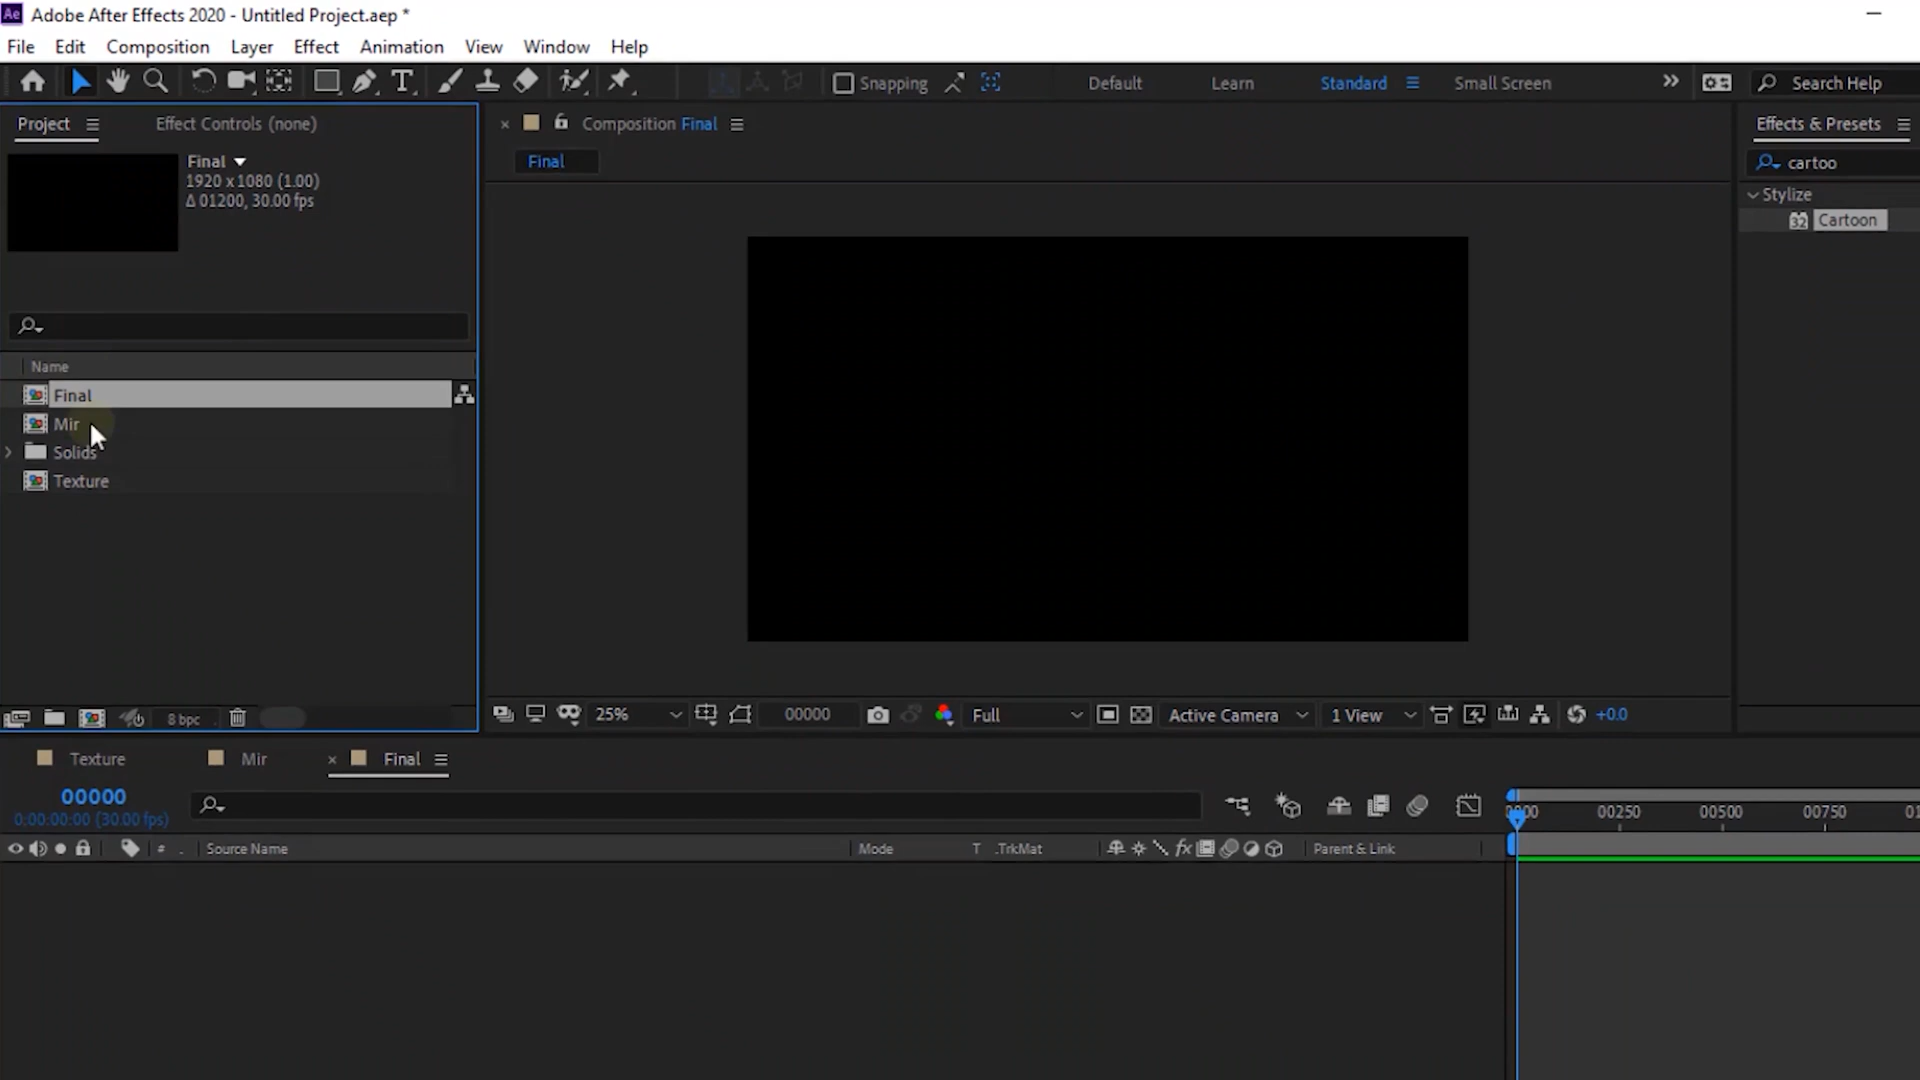 Ae Adobe After Effects 2020 - Untitled Project.aep *
File Edit Composition Layer Effect Animation View Window Help
Snapping Default Learn Standard Small Screen Search Help
Project Effect Controls (none) Composition Final Effects & Presets
Final
1920 x 1080 (1.00)
Δ 01200, 30.00 fps
Final
cartoo
Stylize
32 Cartoon
Name
Final
Mir
Solids
Texture
8 bpc 25% 00000 Full Active Camera 1 View +0.0
Texture Mir Final
00000
0:00:00:00 (30.00 fps)
00250 00500 00750
# . Source Name Mode T .TrkMat fx Parent & Link